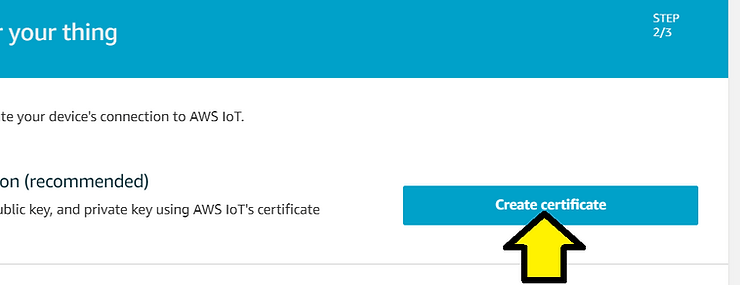 r your thing
STEP
2/3
te your device's connection to AWS IoT.
on (recommended)
ublic key, and private key using AWS IoT's certificate
Create certificate